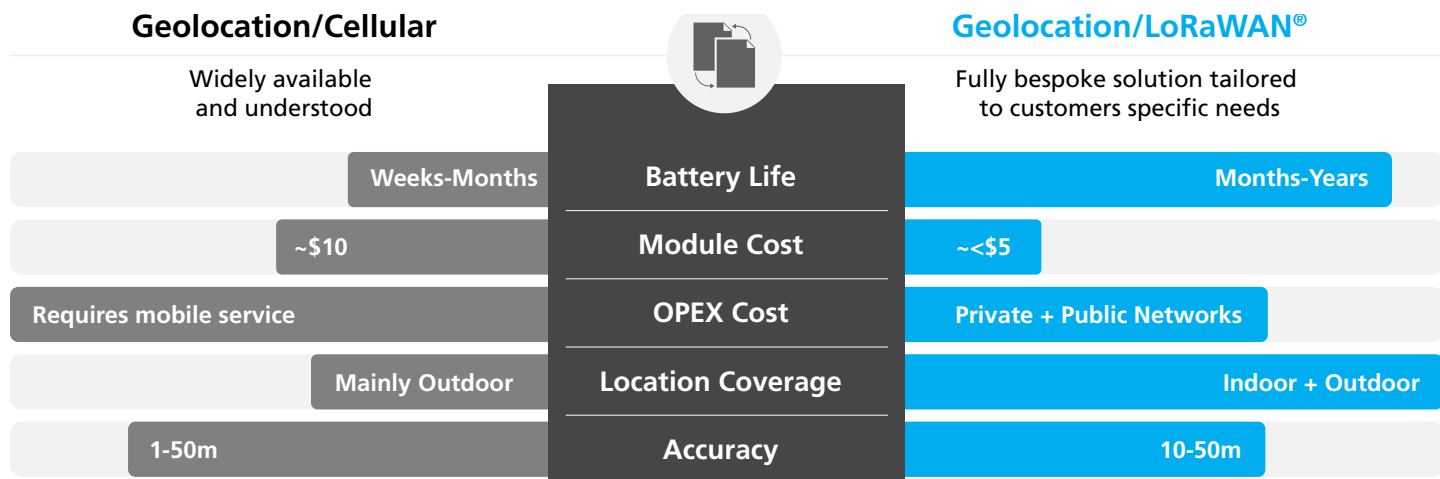 Geolocation/Cellular
Geolocation/LoRaWAN®
Widely available
and understood
Fully bespoke solution tailored
to customers specific needs
Weeks-Months
Battery Life
Months-Years
~$10
Module Cost
~<$5
Requires mobile service
OPEX Cost
Private + Public Networks
Mainly Outdoor
Location Coverage
Indoor + Outdoor
1-50m
Accuracy
10-50m